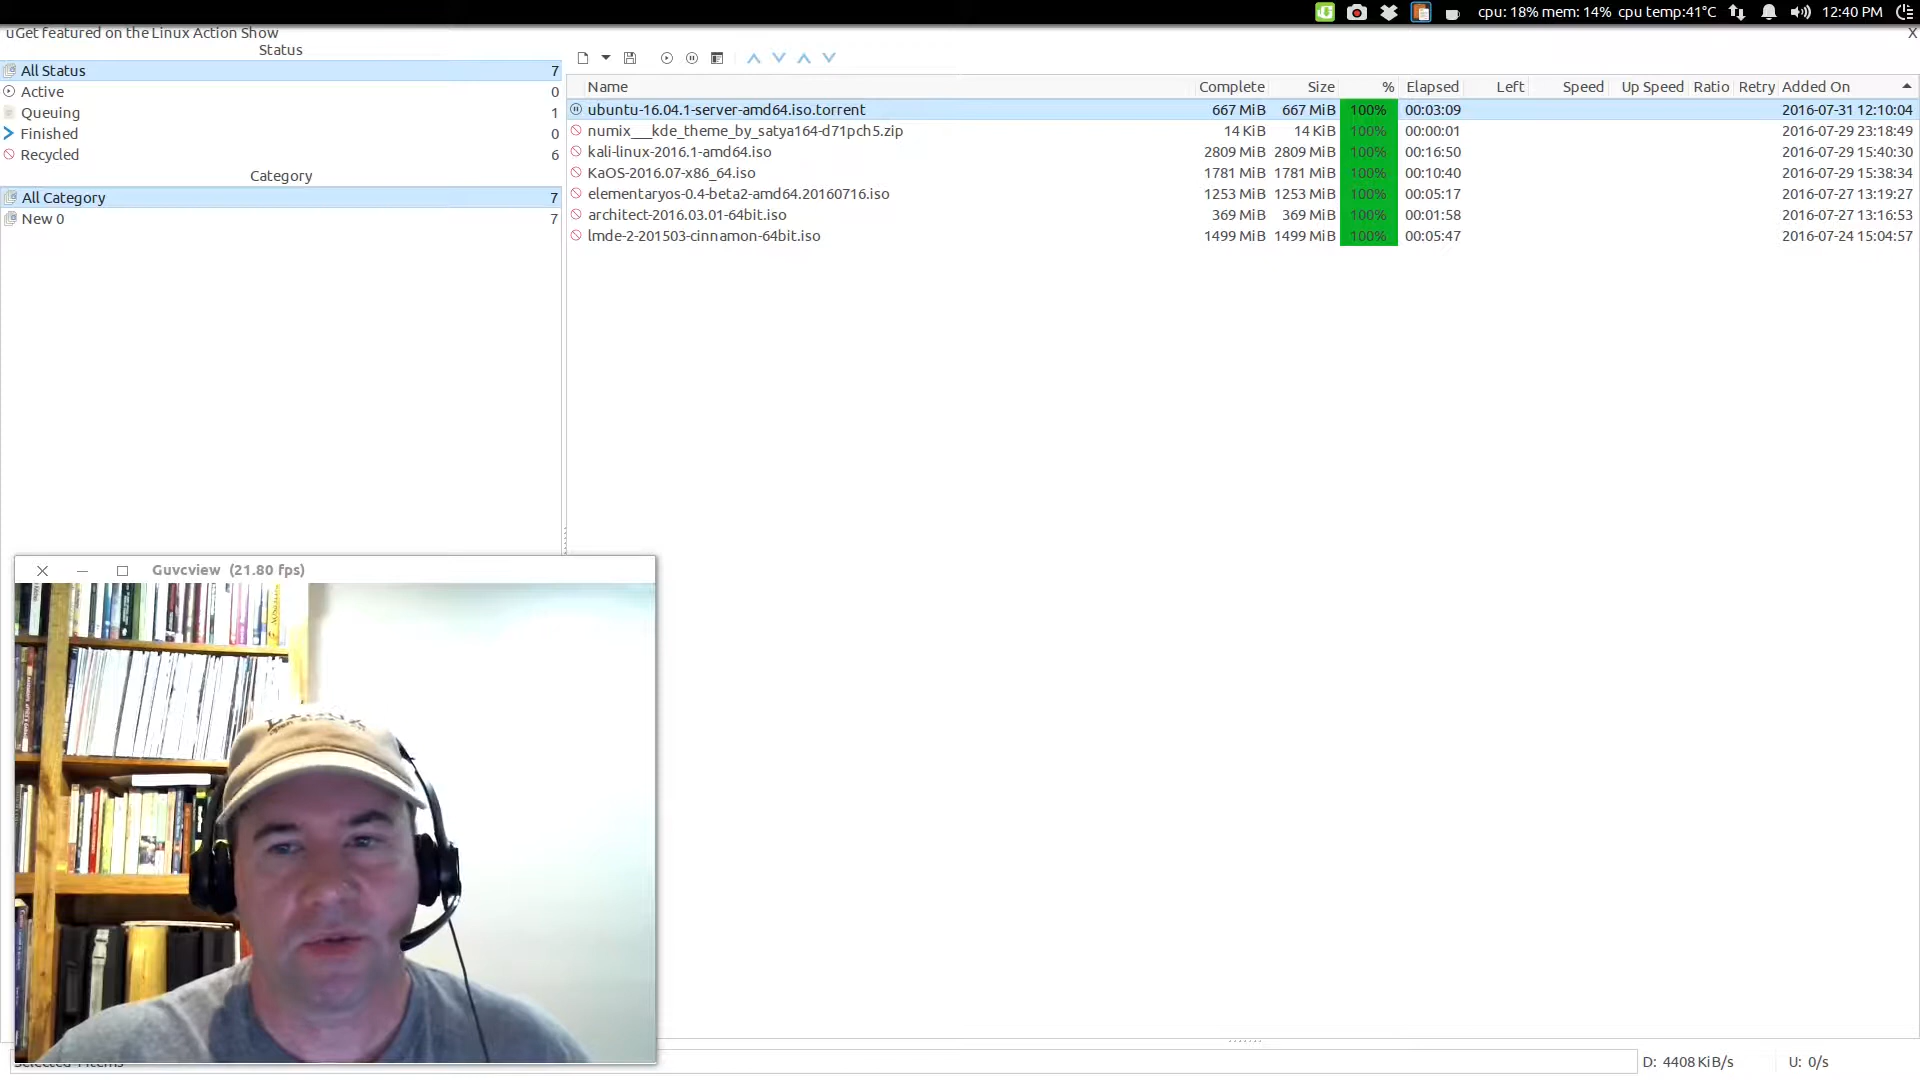 cpu: 18% mem: 14% cpu temp:41°C 12:40 PM
uGet featured on the Linux Action Show
X
Status
All Status 7
Active 0
Queuing 1
Finished 0
Recycled 6
Category
All Category 7
New 0 7
Name Complete Size % Elapsed Left Speed Up Speed Ratio Retry Added On
ubuntu-16.04.1-server-amd64.iso.torrent 667 MiB 667 MiB 100% 00:03:09 2016-07-31 12:10:04
numix___kde_theme_by_satya164-d71pch5.zip 14 KiB 14 KiB 100% 00:00:01 2016-07-29 23:18:49
kali-linux-2016.1-amd64.iso 2809 MiB 2809 MiB 100% 00:16:50 2016-07-29 15:40:30
KaOS-2016.07-x86_64.iso 1781 MiB 1781 MiB 100% 00:10:40 2016-07-29 15:38:34
elementaryos-0.4-beta2-amd64.20160716.iso 1253 MiB 1253 MiB 100% 00:05:17 2016-07-27 13:19:27
architect-2016.03.01-64bit.iso 369 MiB 369 MiB 100% 00:01:58 2016-07-27 13:16:53
lmde-2-201503-cinnamon-64bit.iso 1499 MiB 1499 MiB 100% 00:05:47 2016-07-24 15:04:57
Guvcview (21.80 fps)
D: 4408 KiB/s U: 0/s